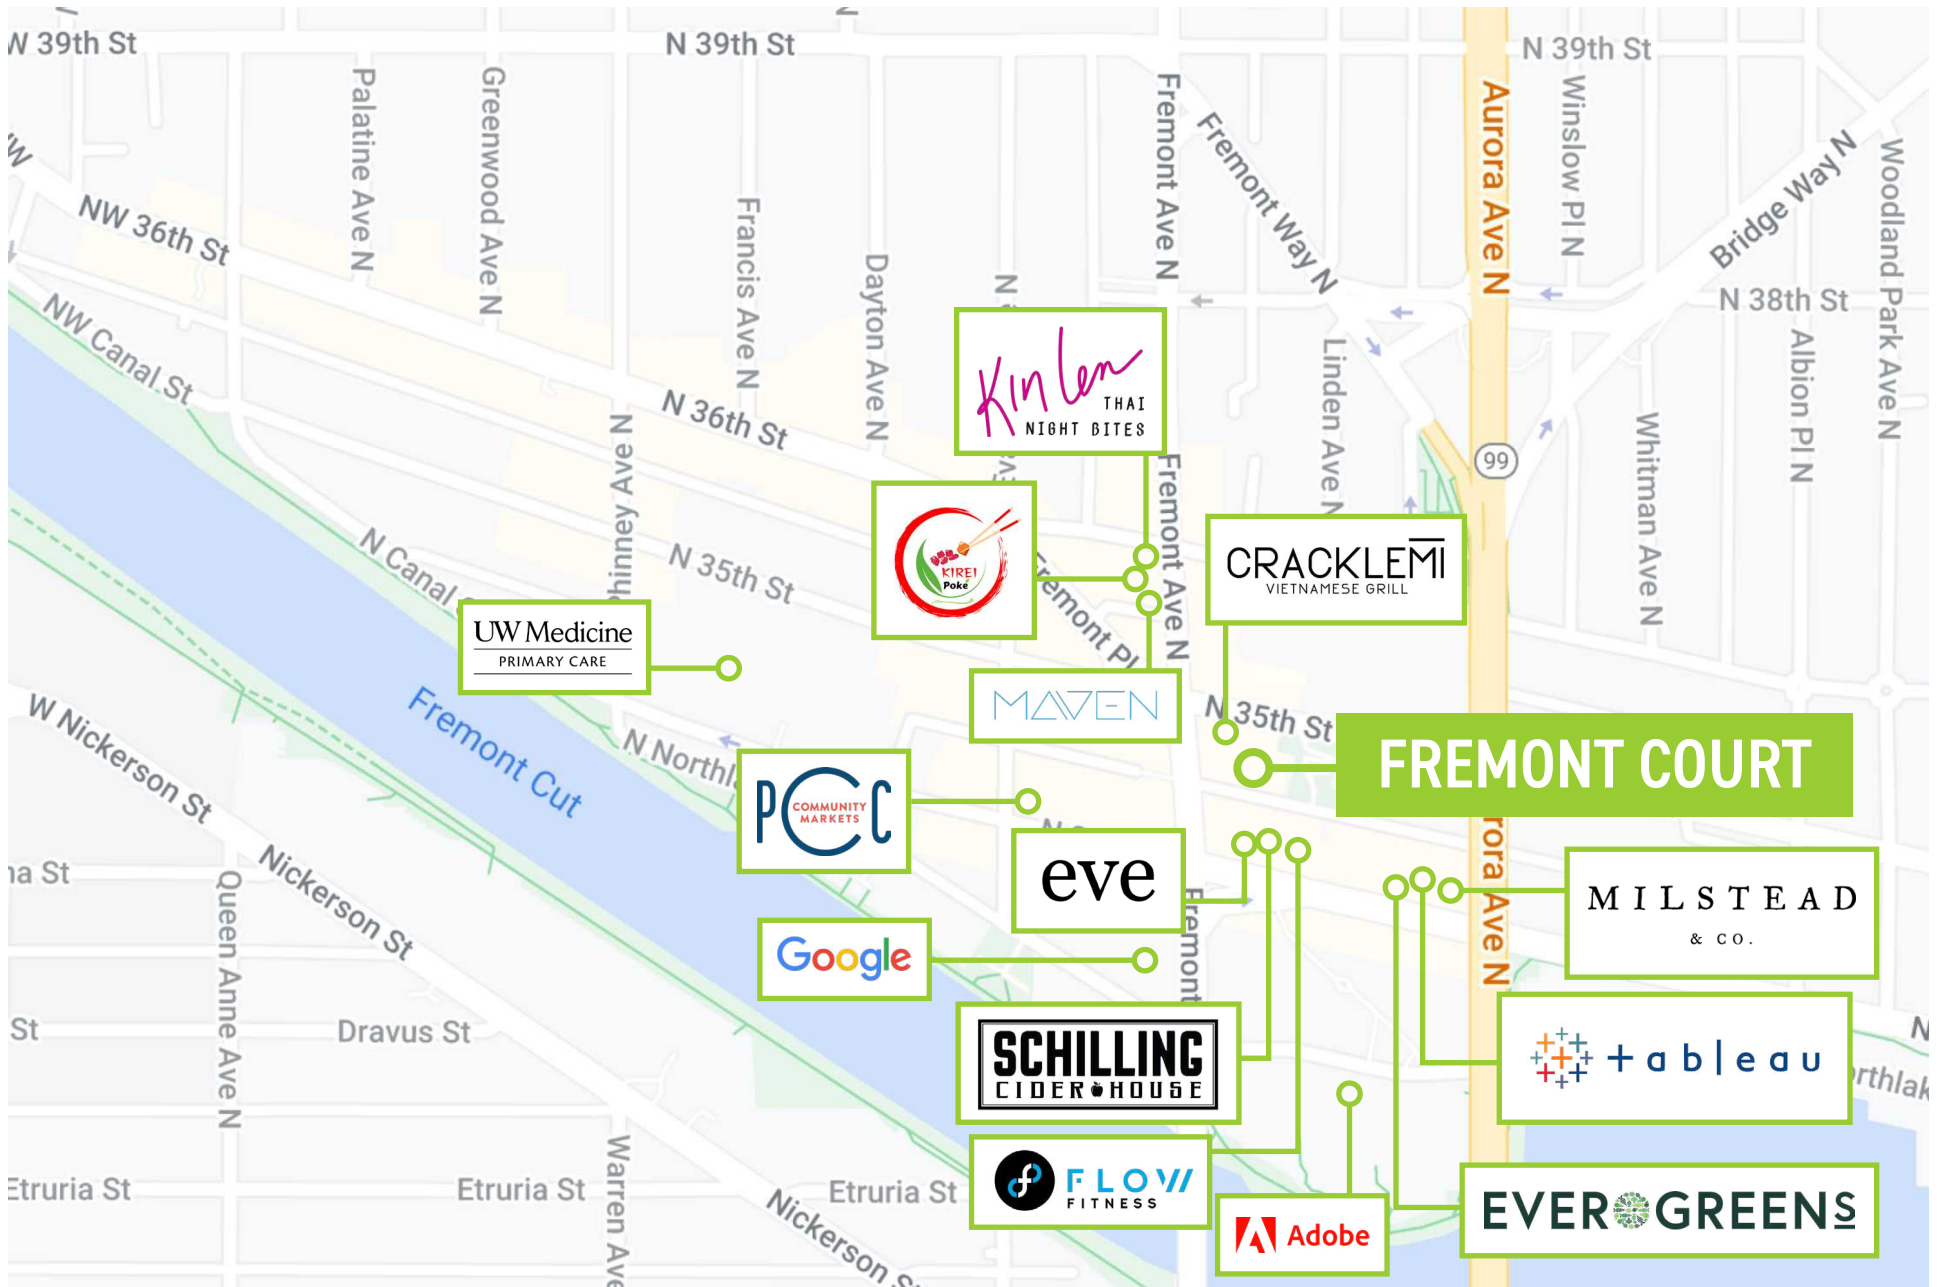 W 39th St
N 39th St
N 39th St
Palatine Ave N
Greenwood Ave N
Francis Ave N
Dayton Ave N
Fremont Ave N
Fremont Way N
Aurora Ave N
Winslow Pl N
Bridge Way N
Woodland Park Ave N
NW 36th St
NW Canal St
N 36th St
N 38th St
Linden Ave N
Albion Pl N
Whitman Ave N
99
Kin Len
THAI
NIGHT BITES
Fremont Ave N
KIREI
Poke
CRACKLEMI
VIETNAMESE GRILL
N 35th St
N Canal
Fremont Pl
UW Medicine
PRIMARY CARE
MAVEN
N 35th St
FREMONT COURT
Fremont Cut
W Nickerson St
PCC
COMMUNITY
MARKETS
eve
Nickerson St
Queen Anne Ave N
Fremont
Ave N
MILSTEAD
& CO.
Google
St
Dravus St
SCHILLING
CIDER HOUSE
+ableau
FLOW
FITNESS
Adobe
EVERGREENS
Etruria St
Etruria St
Etruria St
Warren Ave
Nickerson